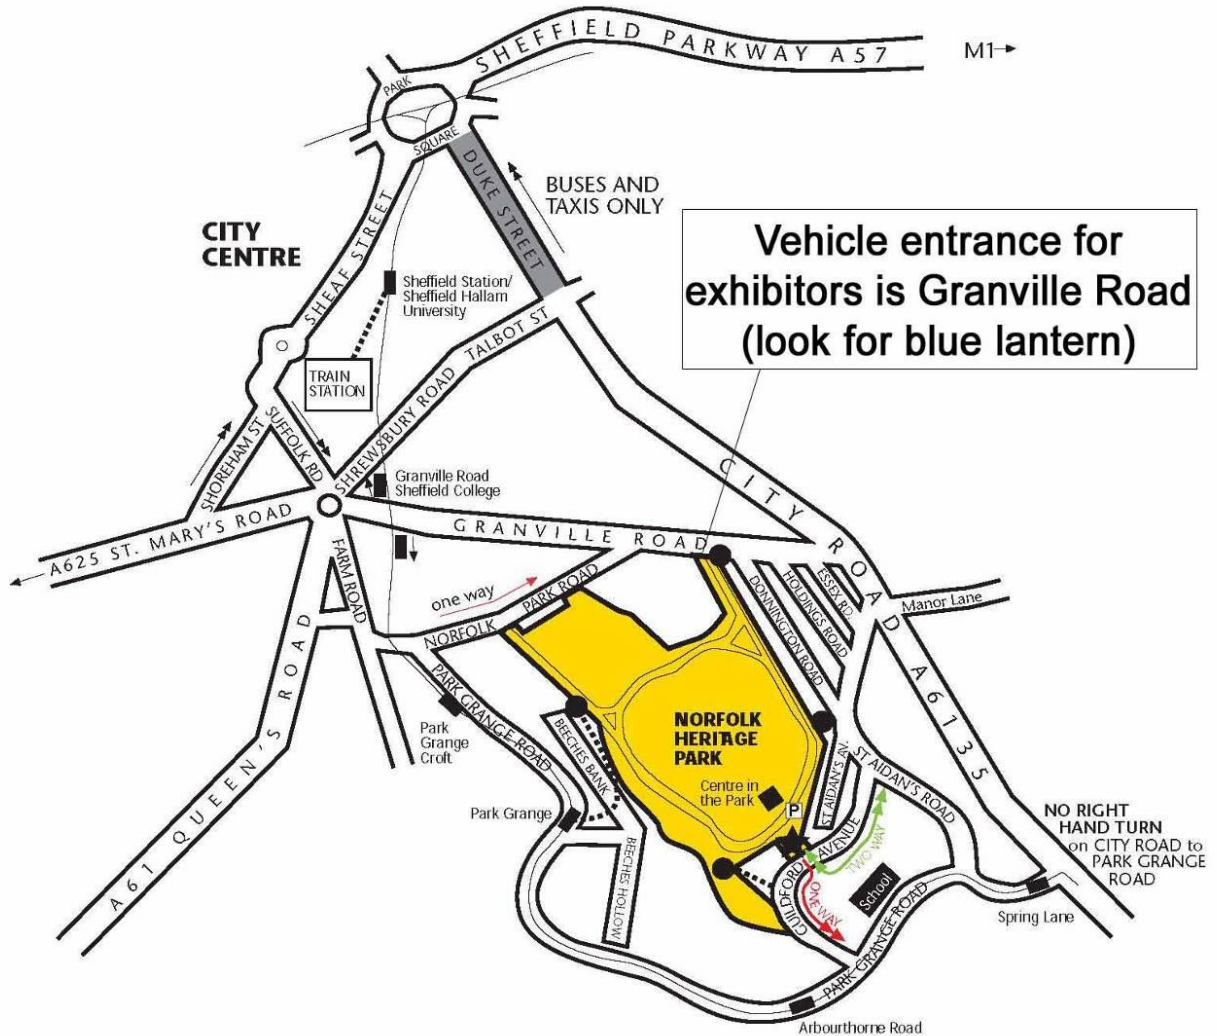 SHEFFIELD PARKWAY A57
M1
PARK
SQUARE
DUKE STREET
BUSES AND
TAXIS ONLY
CITY
CENTRE
SHEAF STREET
Sheffield Station/
Sheffield Hallam
University
Vehicle entrance for
exhibitors is Granville Road
(look for blue lantern)
TRAIN
STATION
TALBOT ST
SHREWSBURY ROAD
SHOREHAM ST
SUFFOLK RD
Granville Road
Sheffield College
A625 ST. MARY'S ROAD
GRANVILLE ROAD
CITY ROAD A6135
FARM ROAD
one way
NORFOLK PARK ROAD
DONNINGTON ROAD
HOLDINGS ROAD
ESSEX RD.
Manor Lane
A61 QUEEN'S ROAD
PARK GRANGE ROAD
Park
Grange
Croft
BEECHES BANK
NORFOLK
HERITAGE
PARK
Centre in
the Park
P
ST AIDAN'S AV.
ST AIDAN'S ROAD
Park Grange
BEECHES HOLLOW
GUILDFORD AVENUE
TWO WAY
ONE WAY
School
NO RIGHT
HAND TURN
on CITY ROAD to
PARK GRANGE
ROAD
Spring Lane
PARK GRANGE ROAD
Arbourthorne Road